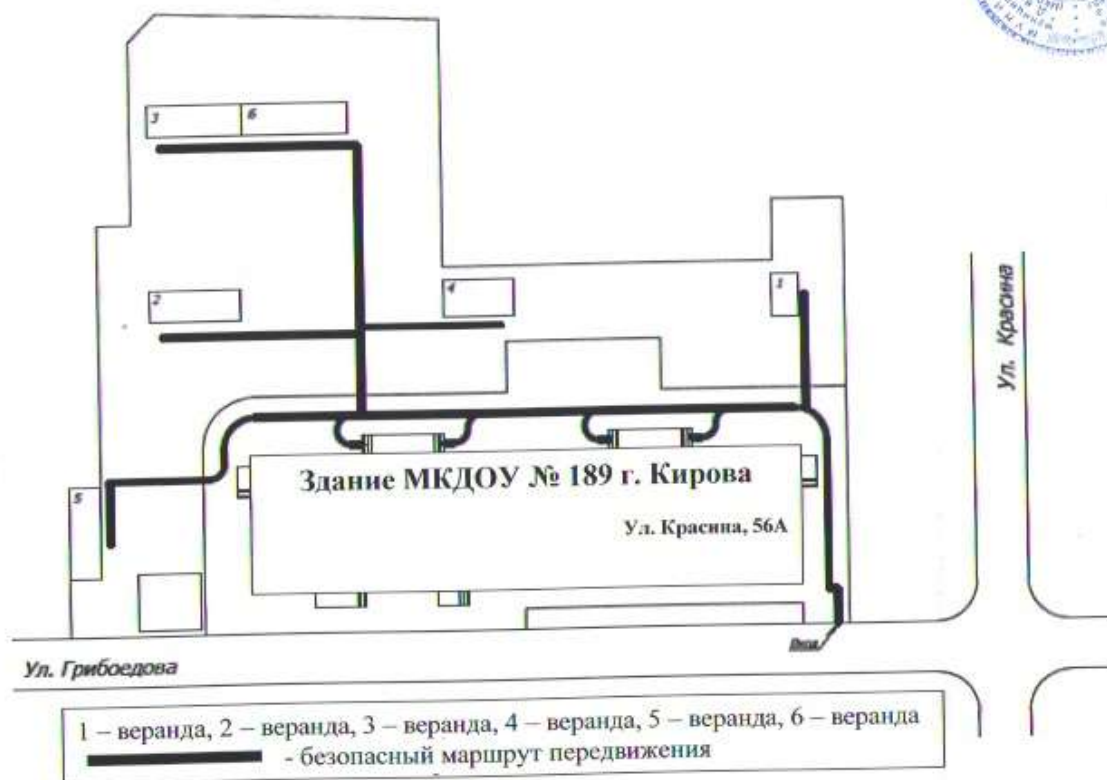 3
6
2
4
1
Ул. Красина
Здание МКДОУ № 189 г. Кирова
Ул. Красина, 56А
5
Вход
Ул. Грибоедова
1 – веранда, 2 – веранда, 3 – веранда, 4 – веранда, 5 – веранда, 6 – веранда
- безопасный маршрут передвижения